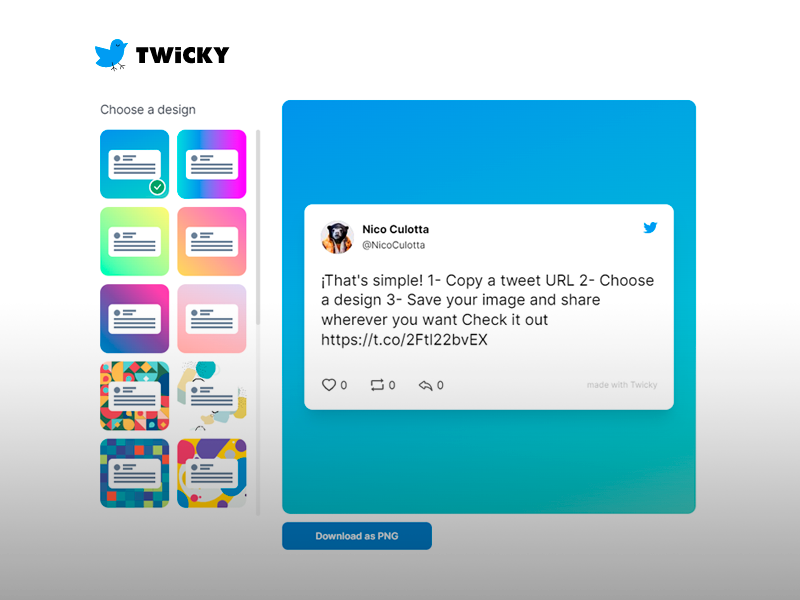 TWiCKY
Choose a design
Nico Culotta
@NicoCulotta
¡That's simple! 1- Copy a tweet URL 2- Choose
a design 3- Save your image and share
wherever you want Check it out
https://t.co/2Ftl22bvEX
0 0 0
made with Twicky
Download as PNG